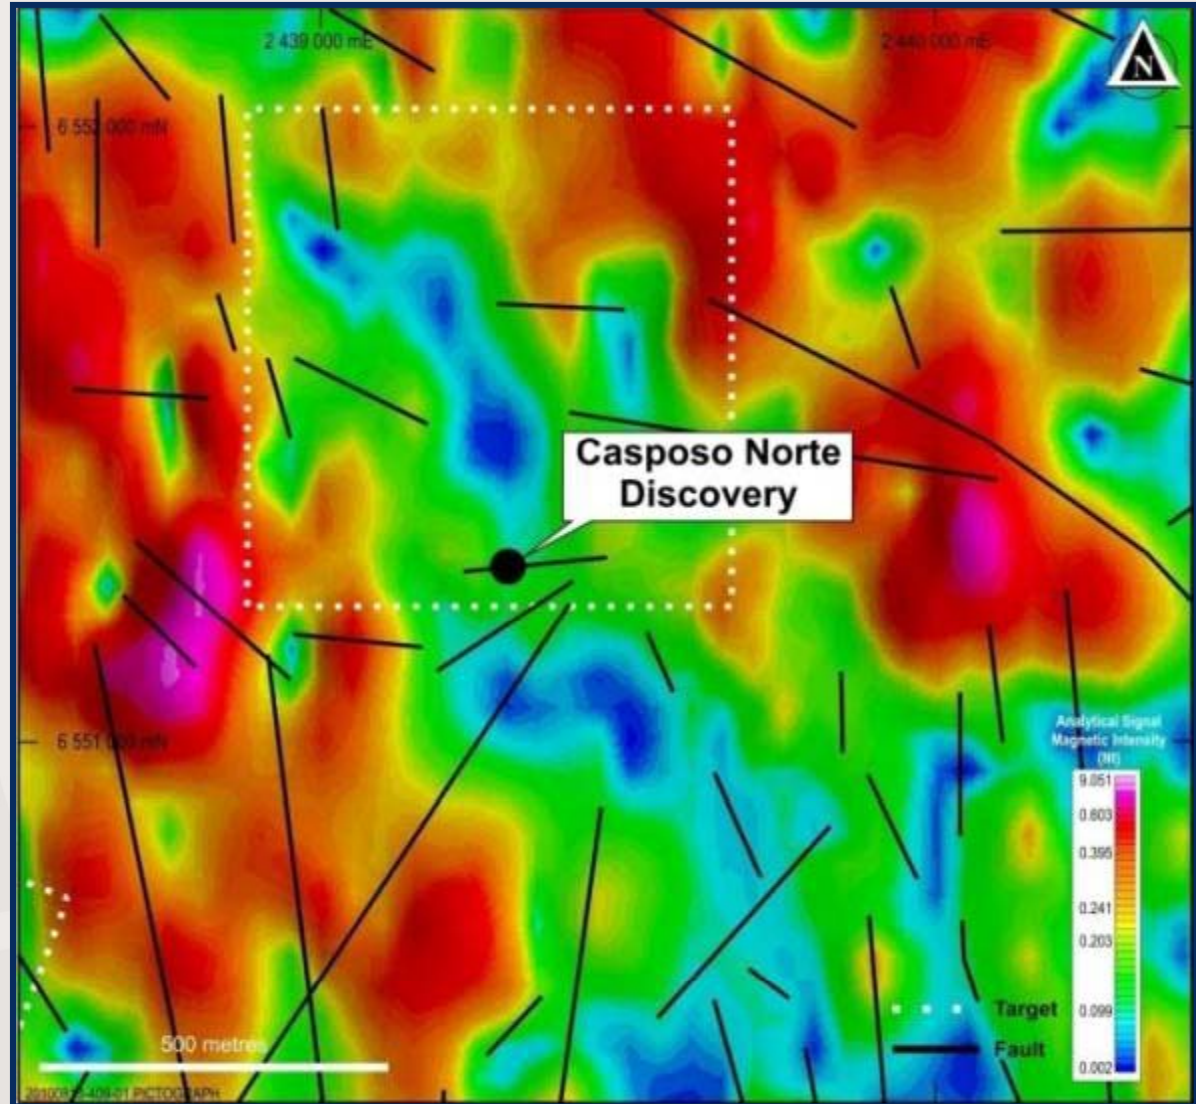 2 439 000 mE
2 440 000 mE
N
6 552 000 mN
Casposo Norte
Discovery
6 551 000 mN
Analytical Signal
Magnetic Intensity
(Nt)
9.051
0.603
0.395
0.241
0.203
0.099
0.002
Target
Fault
500 metres
PICTOGRAPH